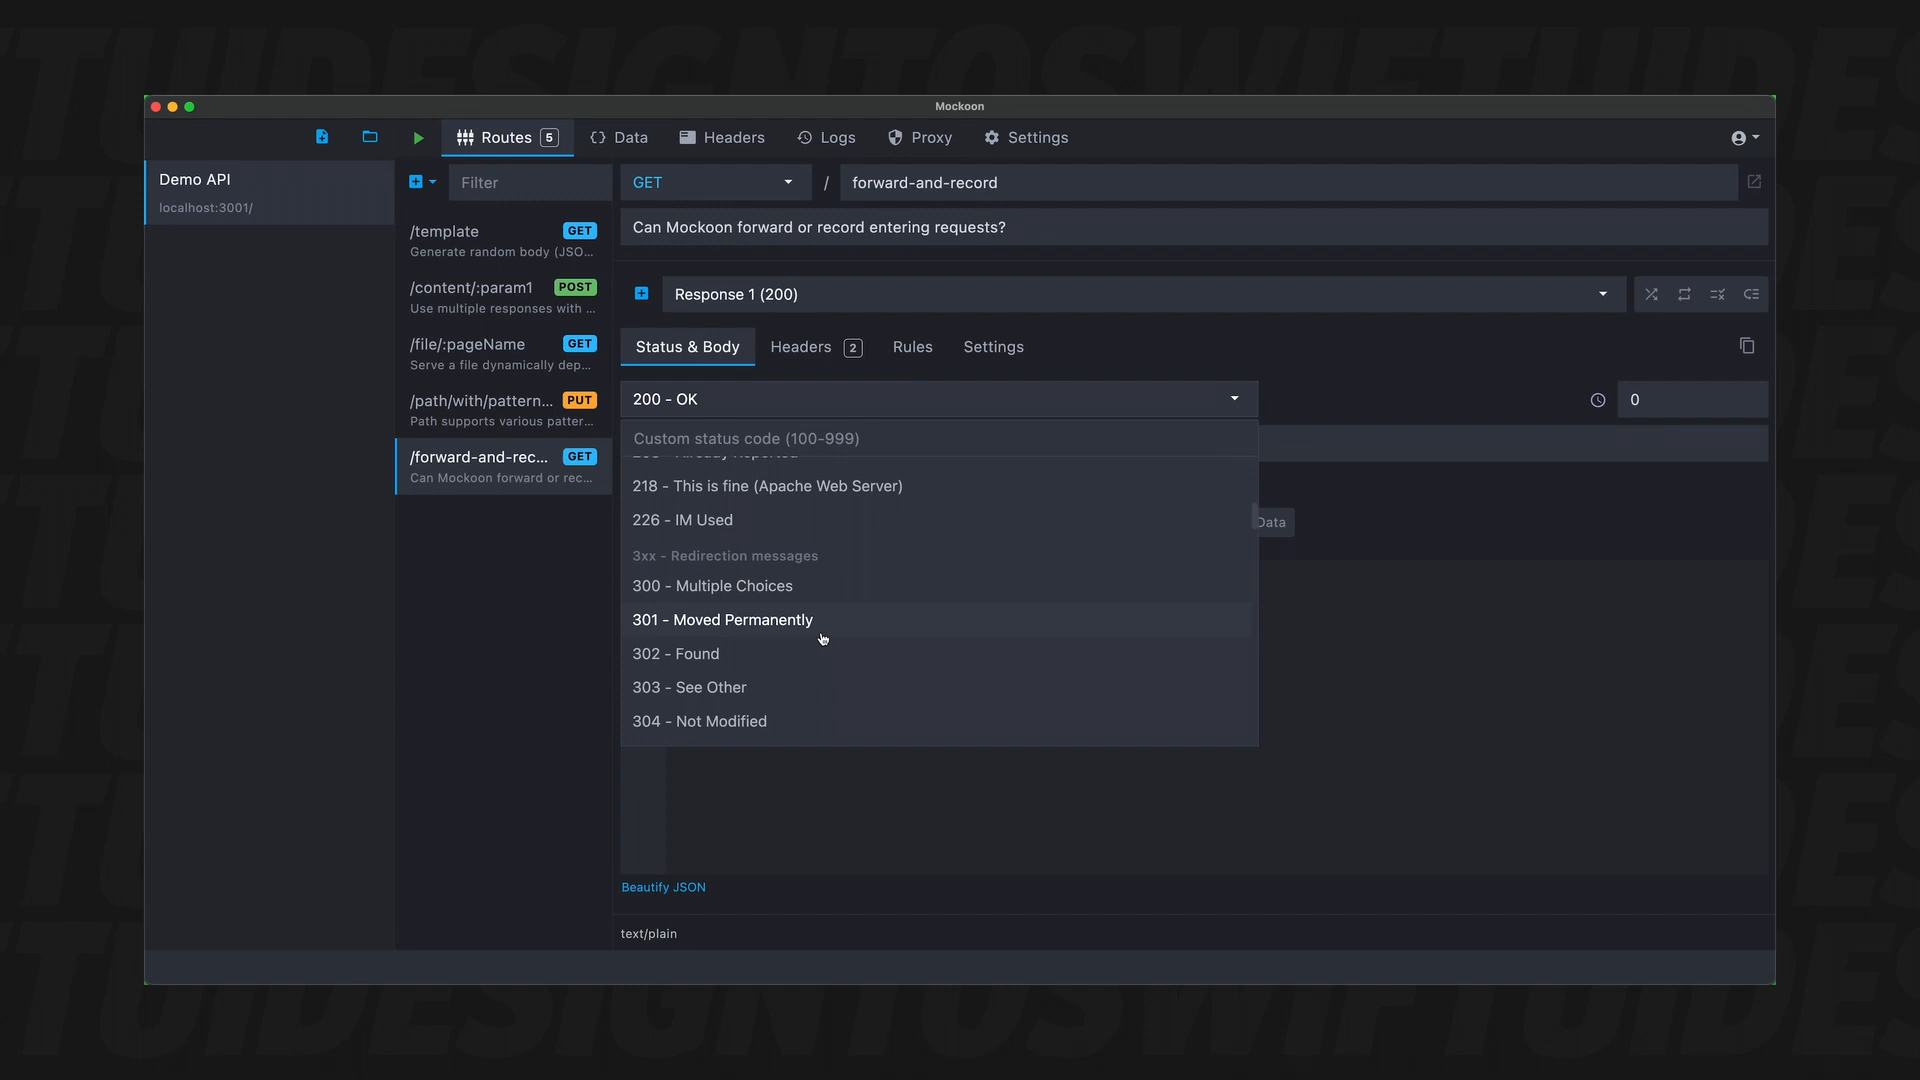 Mockoon
Routes 5
Data
Headers
Logs
Proxy
Settings
Demo API
localhost:3001/
Filter
/template GET
Generate random body (JSO...
/content/:param1 POST
Use multiple responses with ...
/file/:pageName GET
Serve a file dynamically dep...
/path/with/pattern... PUT
Path supports various patter...
/forward-and-rec... GET
Can Mockoon forward or rec...
GET / forward-and-record
Can Mockoon forward or record entering requests?
Response 1 (200)
Status & Body
Headers 2
Rules
Settings
200 - OK
0
Custom status code (100-999)
218 - This is fine (Apache Web Server)
226 - IM Used
Data
3xx - Redirection messages
300 - Multiple Choices
301 - Moved Permanently
302 - Found
303 - See Other
304 - Not Modified
Beautify JSON
text/plain